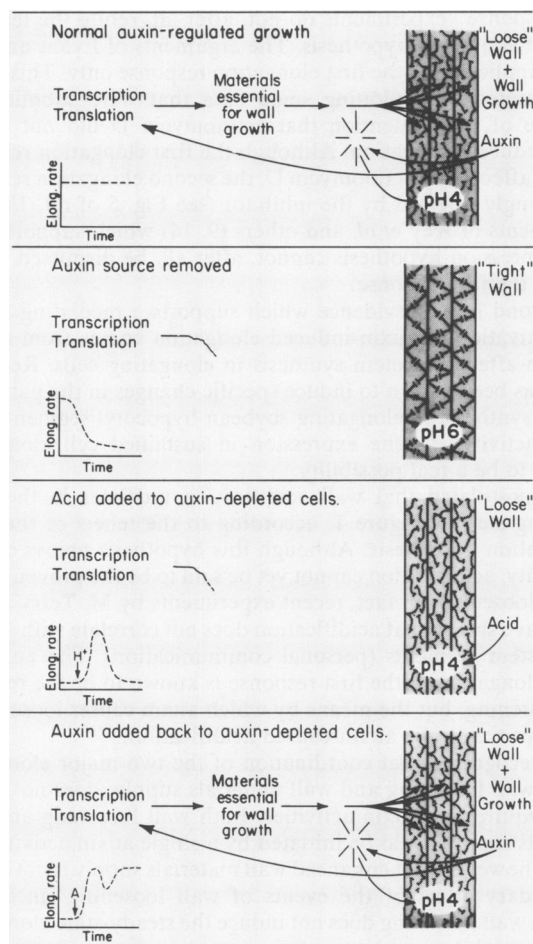 Normal auxin-regulated growth
"Loose"
Wall
+
Wall
Growth
Transcription
Translation
Materials
essential
for wall
growth
Auxin
pH4
Elong. rate
Time
Auxin source removed
"Tight"
Wall
Transcription
Translation
pH6
Elong. rate
Time
Acid added to auxin-depleted cells.
"Loose"
Wall
Transcription
Translation
Acid
pH4
Elong. rate
H+
Time
Auxin added back to auxin-depleted cells.
"Loose"
Wall
+
Wall
Growth
Transcription
Translation
Materials
essential
for wall
growth
Auxin
pH4
Elong. rate
A
Time